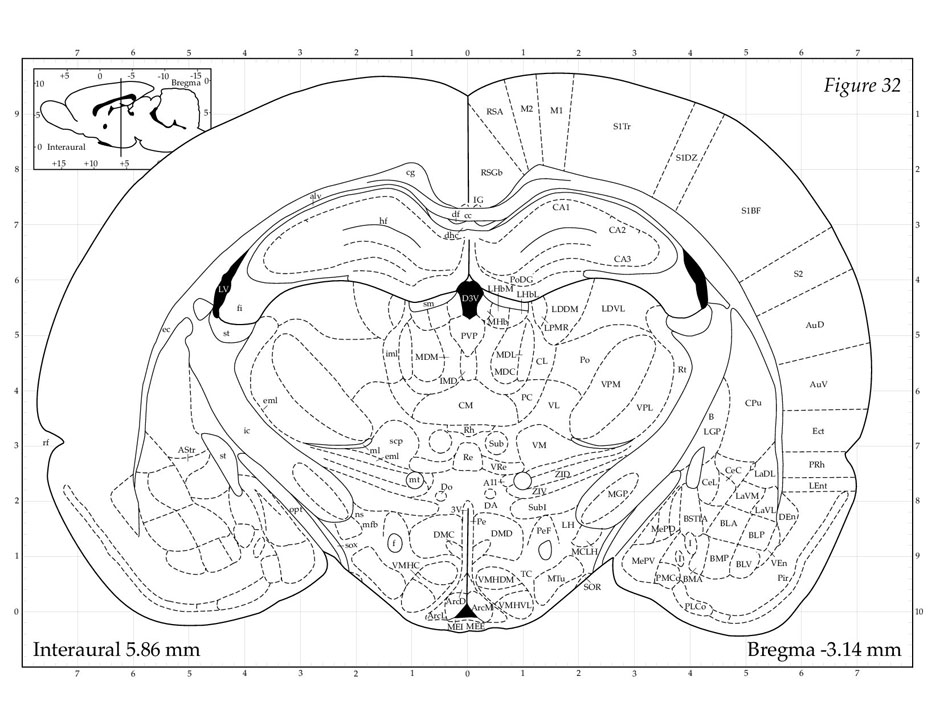 7 6 5 4 3 2 1 0 1 2 3 4 5 6 7
+5 0 -5 -10 -15
Bregma 0
10
5 5
0 Interaural
+15 +10 +5
Figure 32
9 1
8 2
7 3
6 4
5 5
4 6
3 7
2 8
1 9
0 10
RSA M2 M1 S1Tr
S1DZ
cg RSGb
aly IG S1BF
hf df cc CA1
dhc CA2
CA3
S2
LV D3V PoDG
LHbM LHbL
fi sm LDDM LDVL
ec st MHb LPMR AuD
PVP
iml MDM MDL CL Po
MDC Rt
IMD VPM AuV
eml CM PC VL VPL CPu
B
ic Rh LGP Ect
rf scp Sub VM
AStr ml eml Re
st VRe PRh
CeC LaDL
mt A11 ZID CeL LEnt
Do ZIV MGP LaVM
opt 3V DA SubI LaVL
ns Pe DEn
mfb BSTIA BLA
DMC DMD PeF LH MePD BLP
sox f MCLH
VMHC MePV BMP BLV VEn
VMHDM TC MTu PMCo BMA Pir
SOR
ArcD ArcM VMHVL PLCo
ArcL
MEI MEE
Interaural 5.86 mm Bregma -3.14 mm
7 6 5 4 3 2 1 0 1 2 3 4 5 6 7